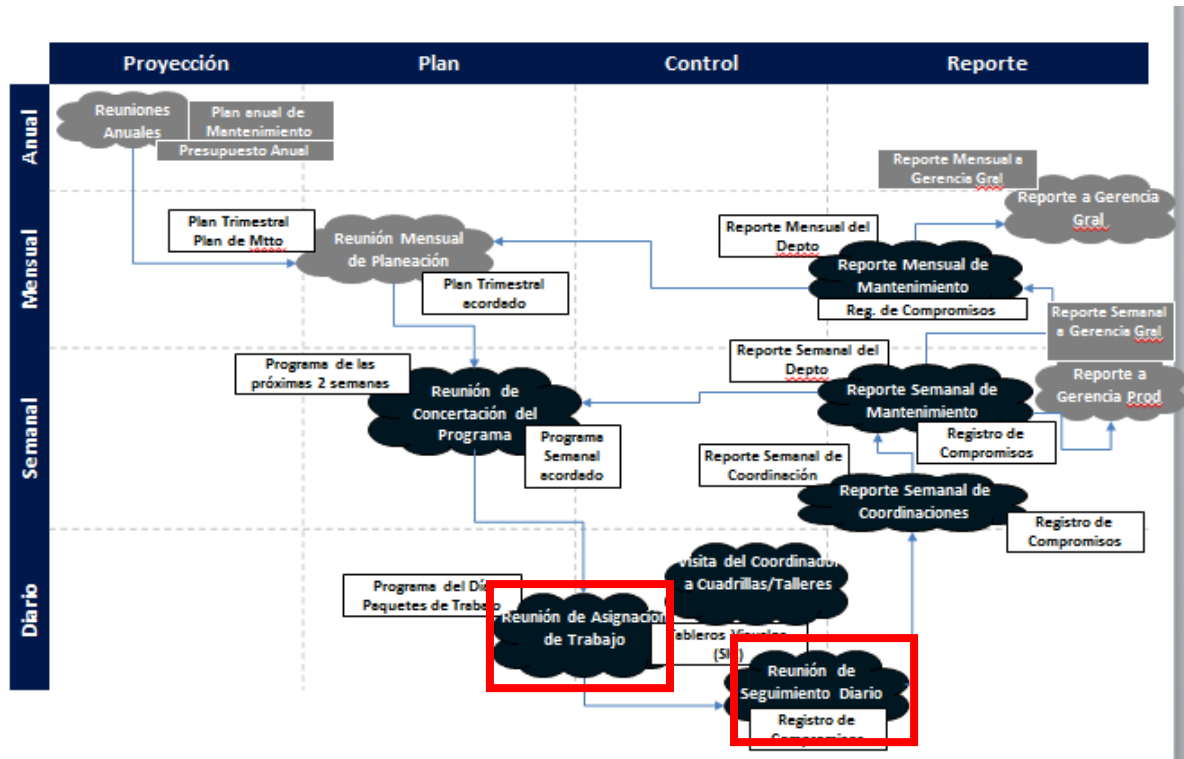 Proyección
Plan
Control
Reporte
Anual
Reuniones
Anuales
Plan anual de
Mantenimiento
Presupuesto Anual
Reporte Mensual a
Gerencia Gral
Reporte a Gerencia
Gral
Mensual
Plan Trimestral
Plan de Mtto
Reunión Mensual
de Planeación
Plan Trimestral
acordado
Reporte Mensual del
Depto
Reporte Mensual de
Mantenimiento
Reg. de Compromisos
Reporte Semanal
a Gerencia Gral
Semanal
Programa de las
próximas 2 semanas
Reunión de
Concertación del
Programa
Programa
Semanal
acordado
Reporte Semanal del
Depto
Reporte Semanal de
Mantenimiento
Registro de
Compromisos
Reporte a
Gerencia Prod
Reporte Semanal de
Coordinación
Reporte Semanal de
Coordinaciones
Registro de
Compromisos
Diario
Programa del Día
Paquetes de Trabajo
Reunión de Asignación
de Trabajo
Visita del Coordinador
a Cuadrillas/Talleres
Tableros Visuales
Reunión de
Seguimiento Diario
Registro de
Compromisos